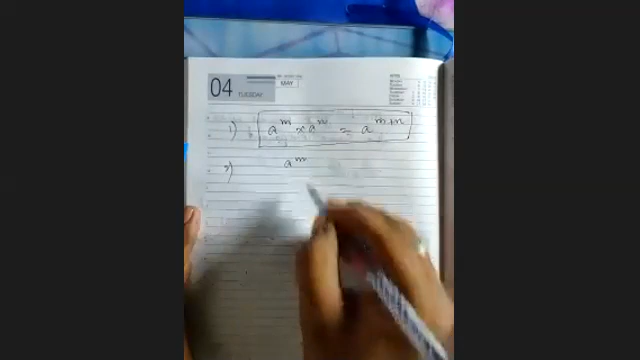 04 TUESDAY MAY
1) a^m × a^n = a^{m+n}
2) a^m